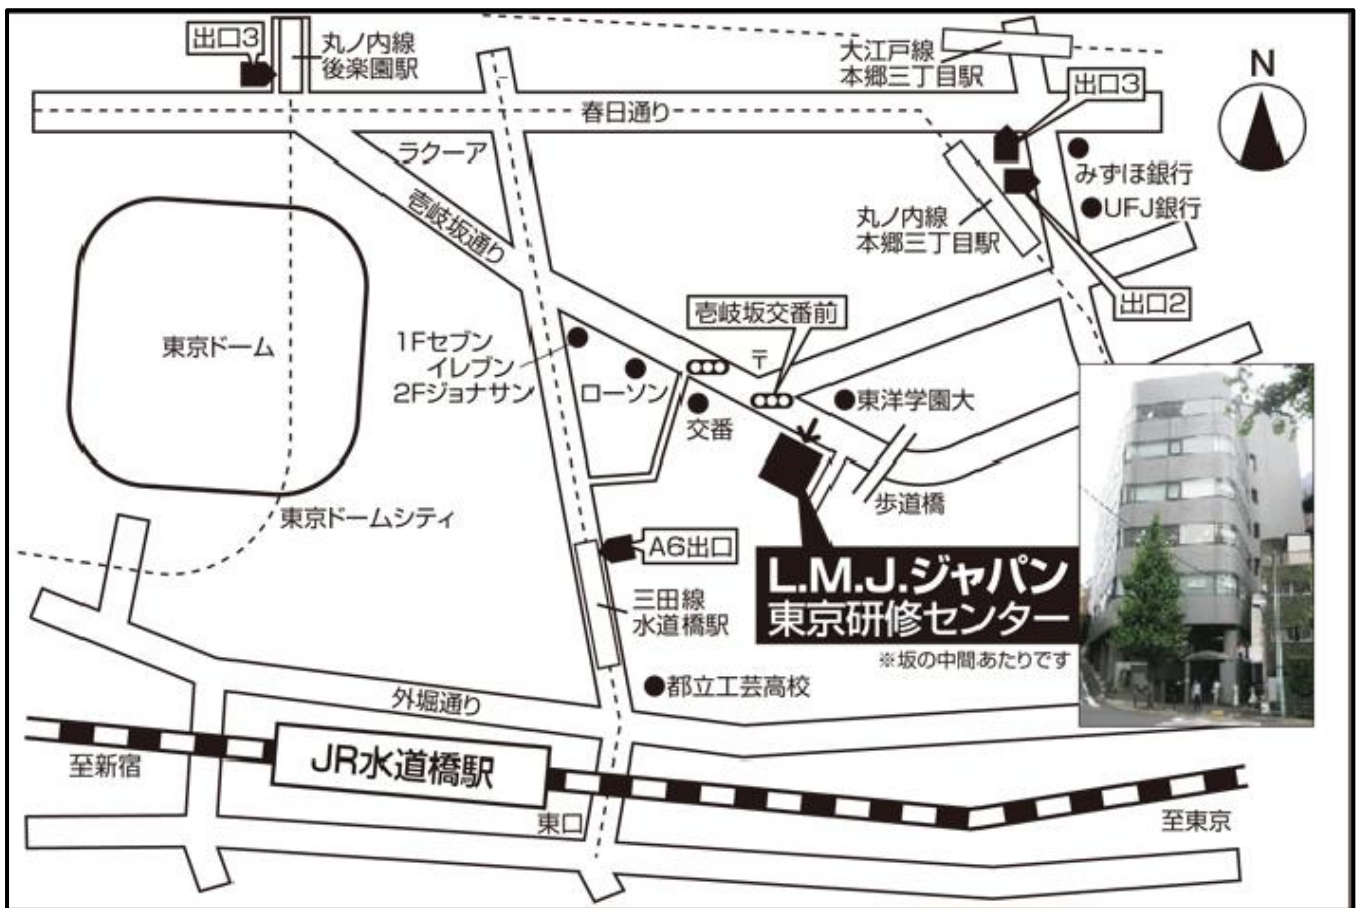 出口3
丸ノ内線
後楽園駅
大江戸線
本郷三丁目駅
出口3
N
春日通り
ラクーア
みずほ銀行
UFJ銀行
壱岐坂通り
丸ノ内線
本郷三丁目駅
出口2
壱岐坂交番前
東京ドーム
1Fセブン
イレブン
2Fジョナサン
ローソン
〒
交番
東洋学園大
歩道橋
東京ドームシティ
A6出口
L.M.J.ジャパン
東京研修センター
※坂の中間あたりです
三田線
水道橋駅
都立工芸高校
外堀通り
JR水道橋駅
至新宿
東口
至東京